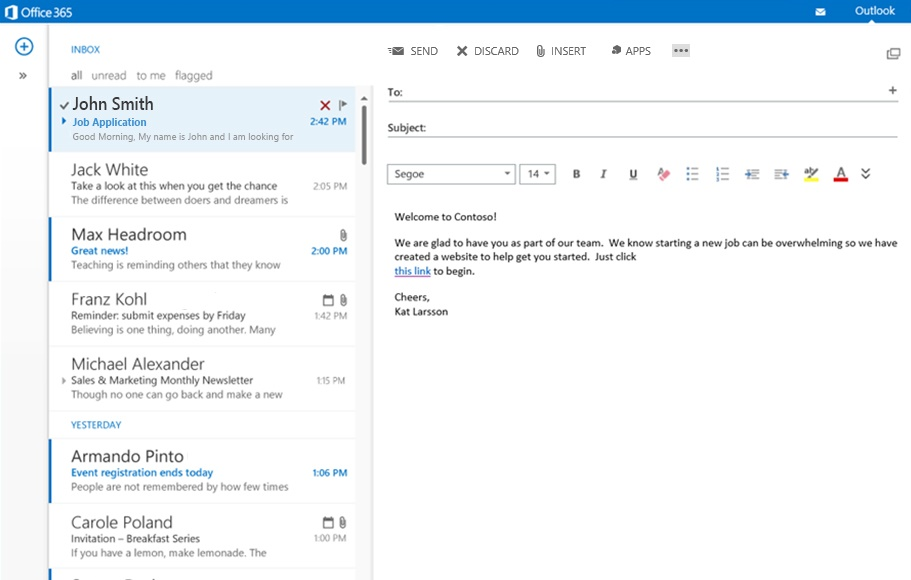 Office 365
Outlook
INBOX
all unread to me flagged
John Smith
Job Application 2:42 PM
Good Morning, My name is John and I am looking for
Jack White
Take a look at this when you get the chance 2:05 PM
The difference between doers and dreamers is
Max Headroom
Great news! 2:00 PM
Teaching is reminding others that they know
Franz Kohl
Reminder: submit expenses by Friday 1:42 PM
Believing is one thing, doing another. Many
Michael Alexander
Sales & Marketing Monthly Newsletter 1:15 PM
Though no one can go back and make a new
YESTERDAY
Armando Pinto
Event registration ends today 1:06 PM
People are not remembered by how few times
Carole Poland
Invitation – Breakfast Series 1:00 PM
If you have a lemon, make lemonade. The
SEND DISCARD INSERT APPS
To:
Subject:
Segoe 14 B I U A aby A
Welcome to Contoso!
We are glad to have you as part of our team. We know starting a new job can be overwhelming so we have
created a website to help get you started. Just click
this link to begin.
Cheers,
Kat Larsson